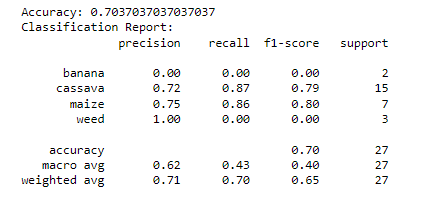 Accuracy: 0.7037037037037037
Classification Report:
precision recall f1-score support
banana 0.00 0.00 0.00 2
cassava 0.72 0.87 0.79 15
maize 0.75 0.86 0.80 7
weed 1.00 0.00 0.00 3
accuracy 0.70 27
macro avg 0.62 0.43 0.40 27
weighted avg 0.71 0.70 0.65 27